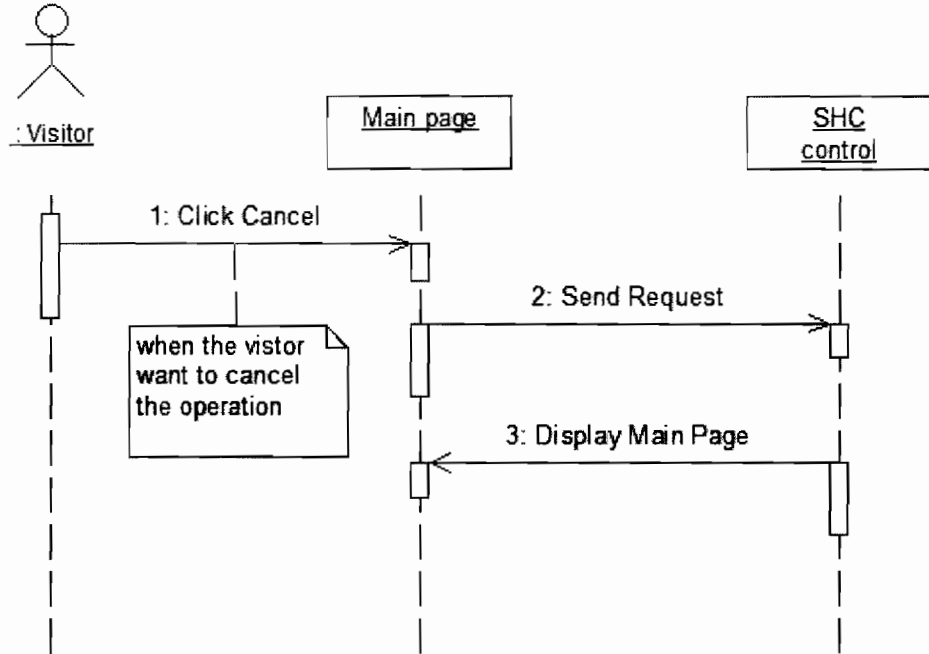 : Visitor
Main page
SHC
control
1: Click Cancel
2: Send Request
when the vistor
want to cancel
the operation
3: Display Main Page